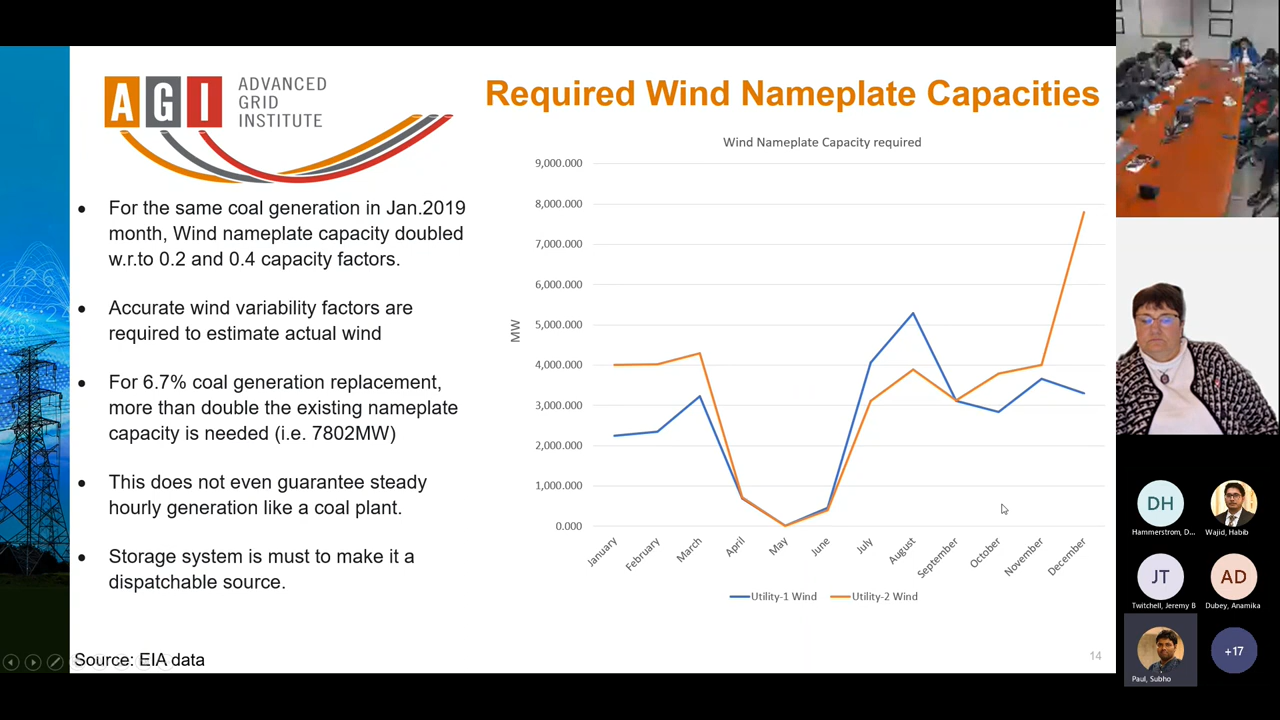 AGI
ADVANCED
GRID
INSTITUTE
Required Wind Nameplate Capacities
For the same coal generation in Jan.2019
month, Wind nameplate capacity doubled
w.r.to 0.2 and 0.4 capacity factors.
Accurate wind variability factors are
required to estimate actual wind
For 6.7% coal generation replacement,
more than double the existing nameplate
capacity is needed (i.e. 7802MW)
This does not even guarantee steady
hourly generation like a coal plant.
Storage system is must to make it a
dispatchable source.
Source: EIA data
Wind Nameplate Capacity required
9,000.000
8,000.000
7,000.000
6,000.000
5,000.000
4,000.000
3,000.000
2,000.000
1,000.000
0.000
MW
January
February
March
April
May
June
July
August
September
October
November
December
Utility-1 Wind
Utility-2 Wind
14
DH
Hammerstrom, D...
Wajid, Habib
JT
Twitchell, Jeremy B
AD
Dubey, Anamika
Paul, Subho
+17